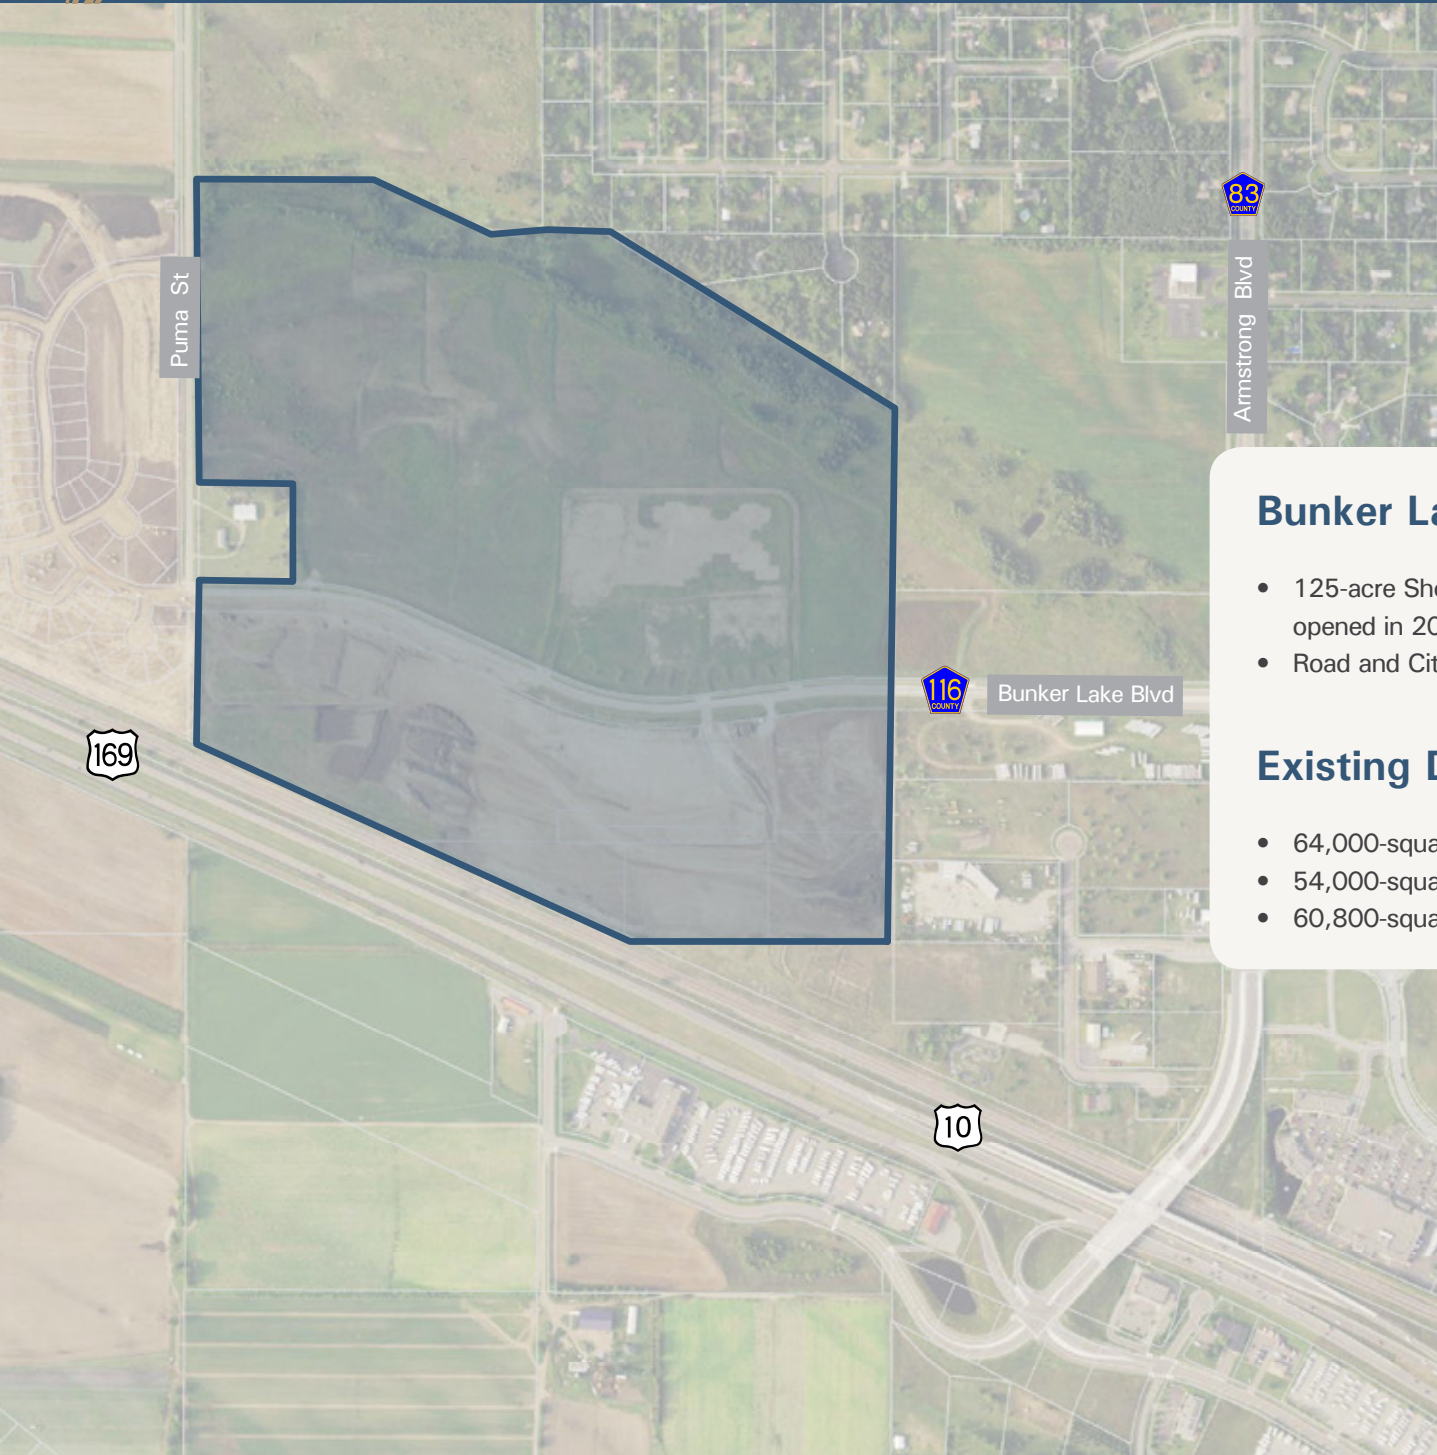 83
COUNTY
Puma St
Armstrong Blvd
Bunker La
• 125-acre Sh
opened in 20
• Road and Cit
116
COUNTY
Bunker Lake Blvd
169
Existing D
• 64,000-squa
• 54,000-squa
• 60,800-squa
10